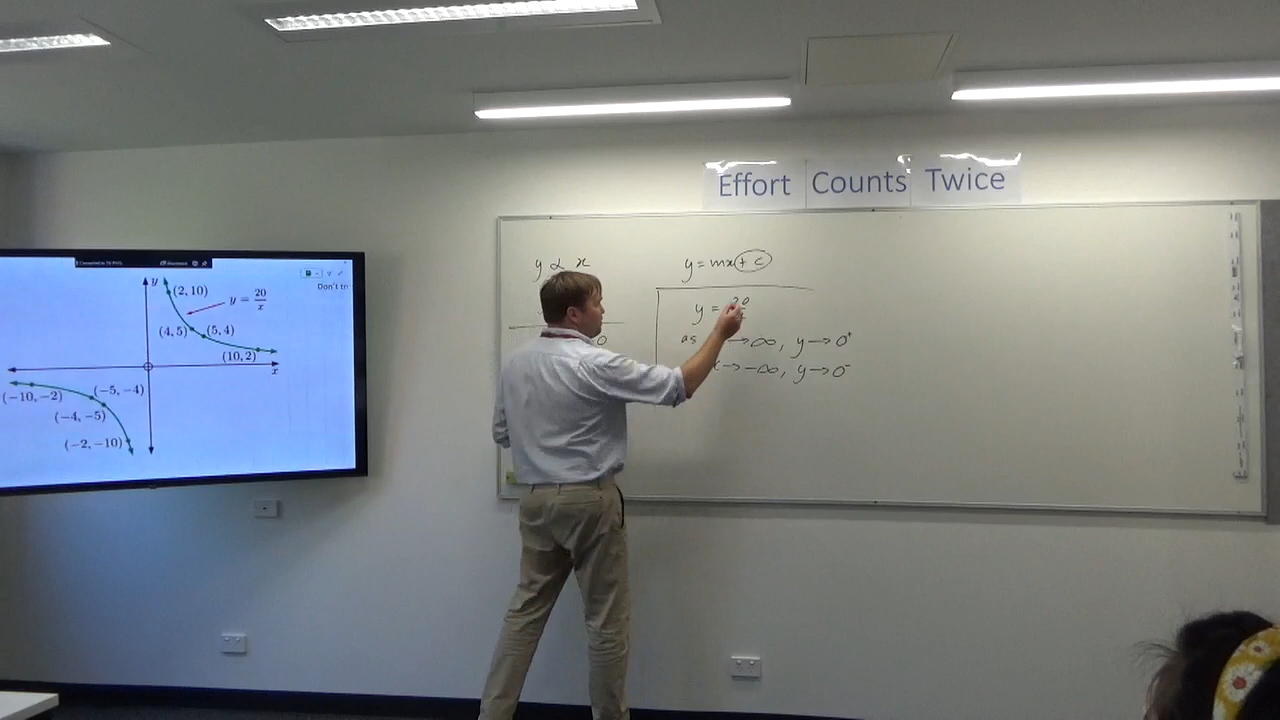 Effort Counts Twice
y
y = 20/x
(2, 10)
(4, 5)
(5, 4)
(10, 2)
x
(−10, −2)
(−5, −4)
(−4, −5)
(−2, −10)
Don't
y ∝ x
y = mx + c
y =
as → ∞, y → 0⁺
→ −∞, y → 0⁻